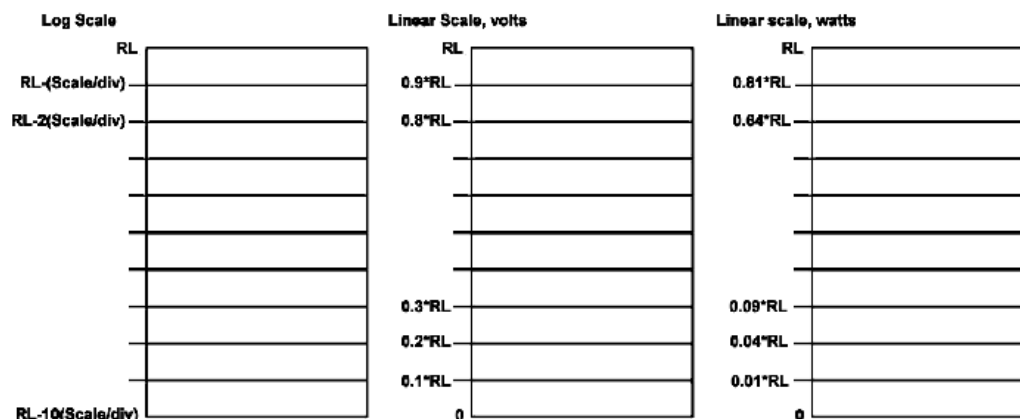 Log Scale
RL
RL-(Scale/div)
RL-2(Scale/div)
RL-10(Scale/div)
Linear Scale, volts
RL
0.9*RL
0.8*RL
0.3*RL
0.2*RL
0.1*RL
0
Linear scale, watts
RL
0.81*RL
0.64*RL
0.09*RL
0.04*RL
0.01*RL
0